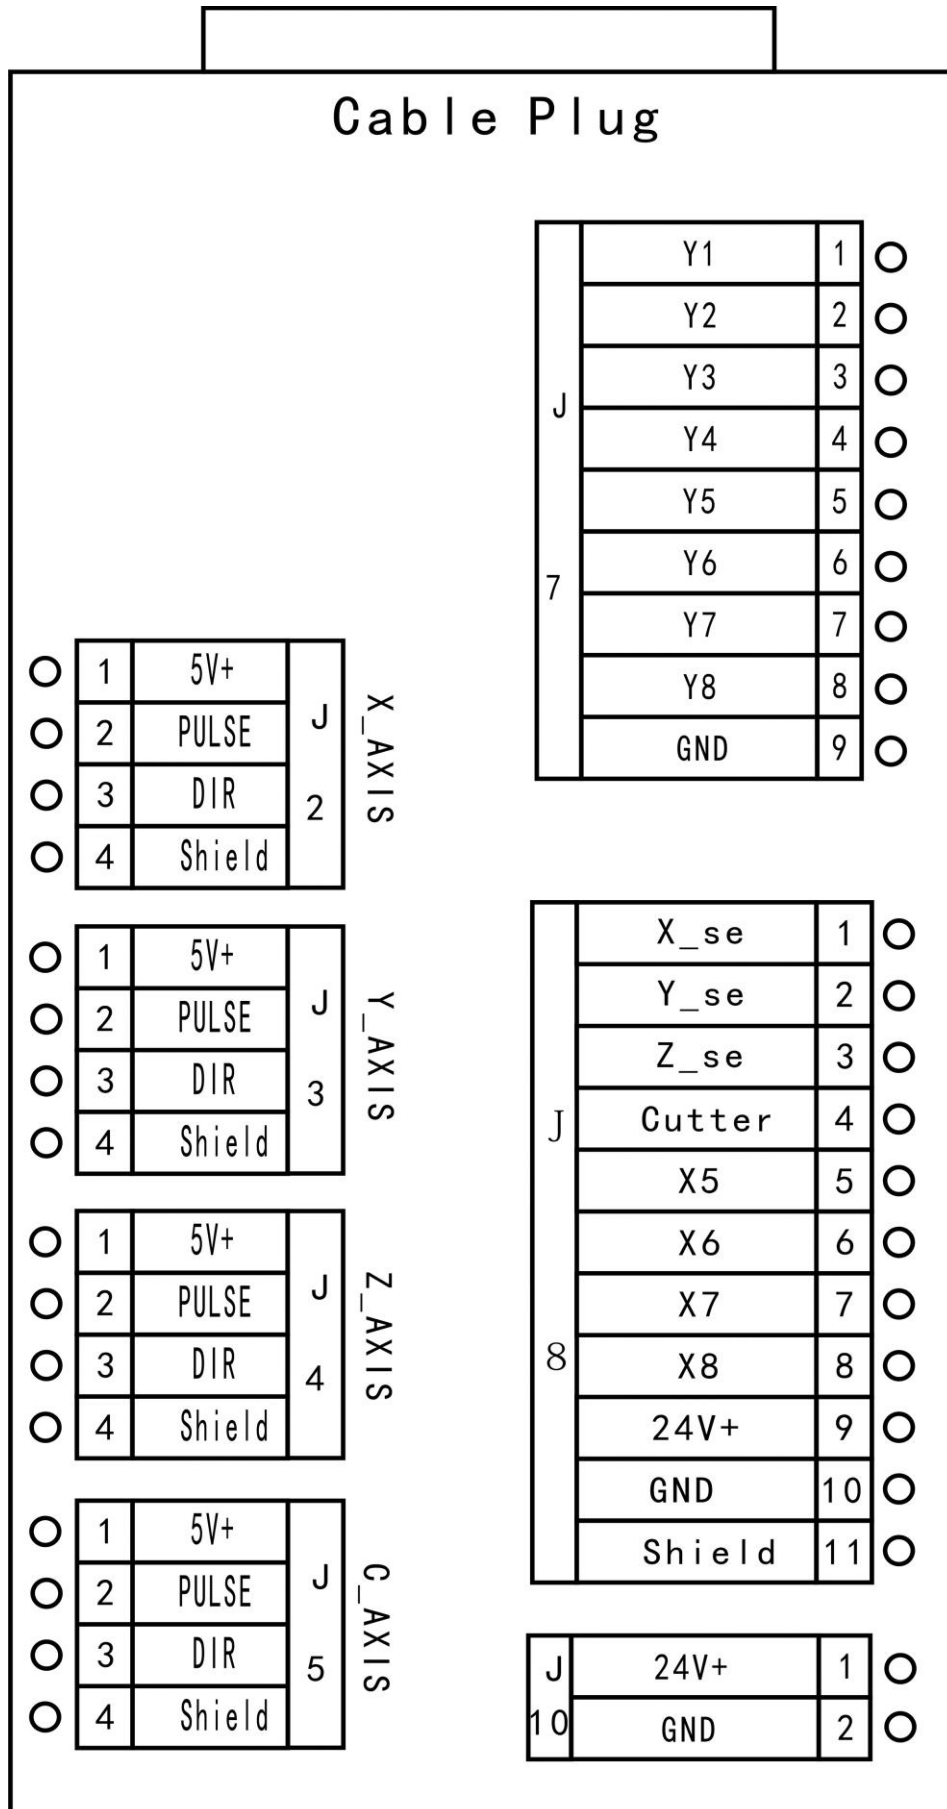 Cable Plug
J 7
Y1 1
Y2 2
Y3 3
Y4 4
Y5 5
Y6 6
Y7 7
Y8 8
GND 9
1 5V+
2 PULSE
3 DIR
4 Shield
J 2
X_AXIS
1 5V+
2 PULSE
3 DIR
4 Shield
J 3
Y_AXIS
1 5V+
2 PULSE
3 DIR
4 Shield
J 4
Z_AXIS
1 5V+
2 PULSE
3 DIR
4 Shield
J 5
C_AXIS
J 8
X_se 1
Y_se 2
Z_se 3
Cutter 4
X5 5
X6 6
X7 7
X8 8
24V+ 9
GND 10
Shield 11
J 10
24V+ 1
GND 2